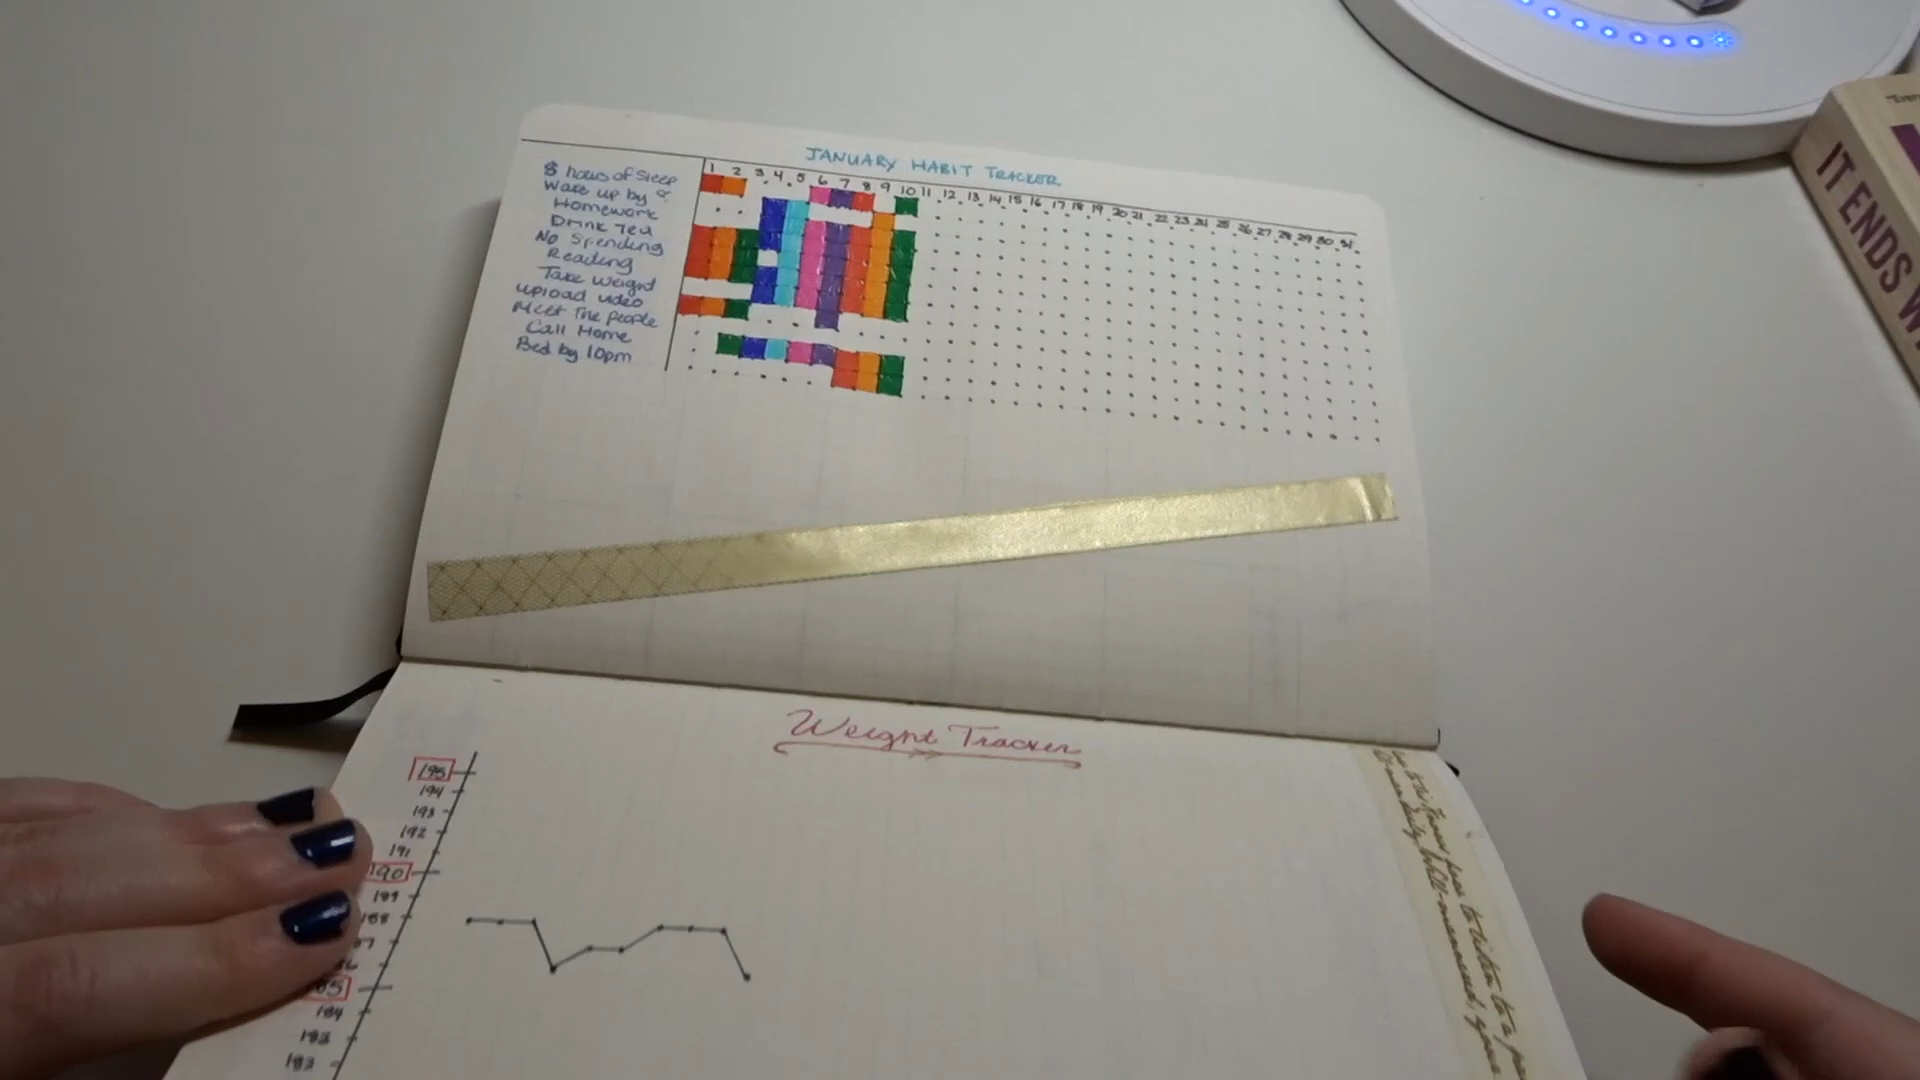 JANUARY HABIT TRACKER
1 2 3 4 5 6 7 8 9 10 11 12 13 14 15 16 17 18 19 20 21 22 23 24 25 26 27 28 29 30 31
8 hours of sleep
Wake up by 8
Homework
Drink Tea
No Spending
Reading
Take weight
upload video
Meet The people
Call Home
Bed by 10pm
Weight Tracker
195
194
193
192
191
190
189
188
184
183
IT ENDS W